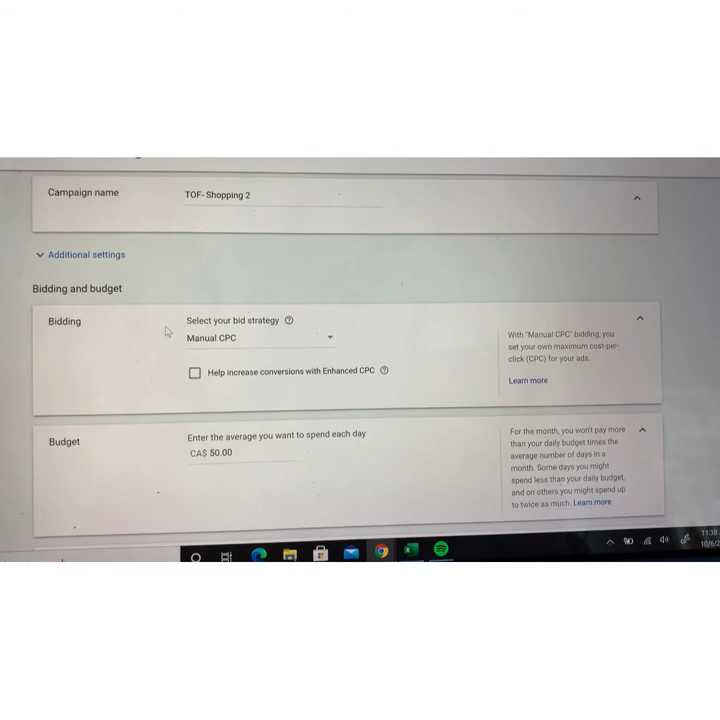 Campaign name
TOF- Shopping 2
Additional settings
Bidding and budget
Bidding
Select your bid strategy
Manual CPC
Help increase conversions with Enhanced CPC
With "Manual CPC" bidding, you
set your own maximum cost-per-
click (CPC) for your ads.
Learn more
Budget
Enter the average you want to spend each day
CA$ 50.00
For the month, you won't pay more
than your daily budget times the
average number of days in a
month. Some days you might
spend less than your daily budget,
and on others you might spend up
to twice as much. Learn more